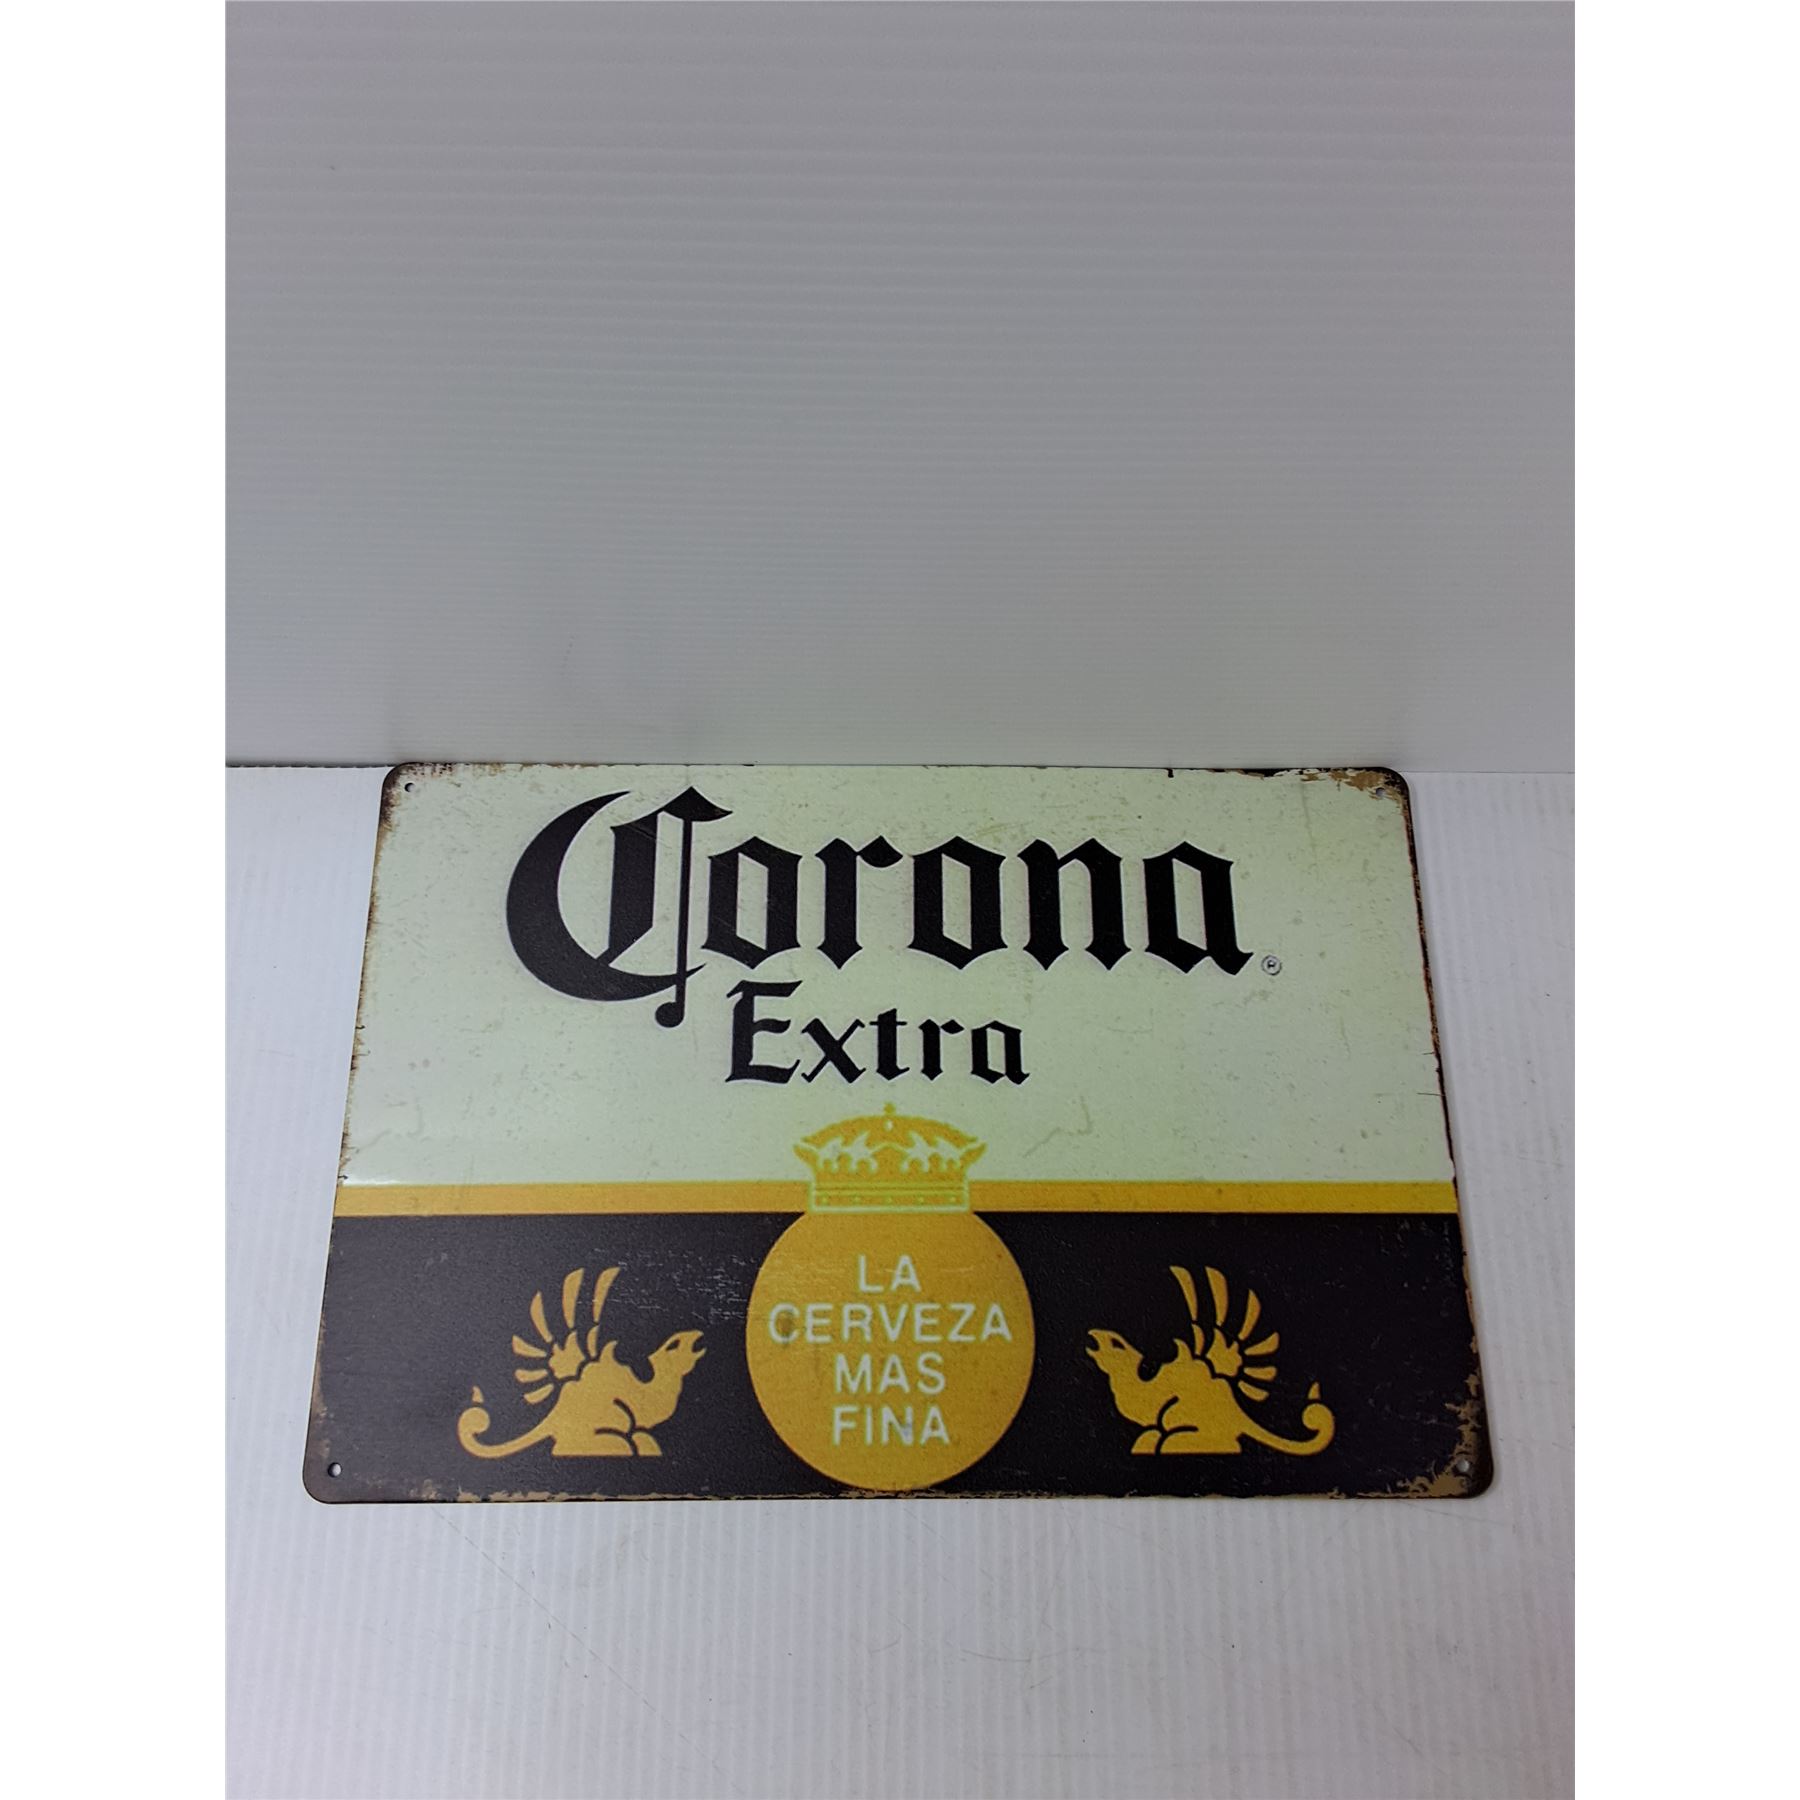 Corona®
Extra
LA
CERVEZA
MAS
FINA